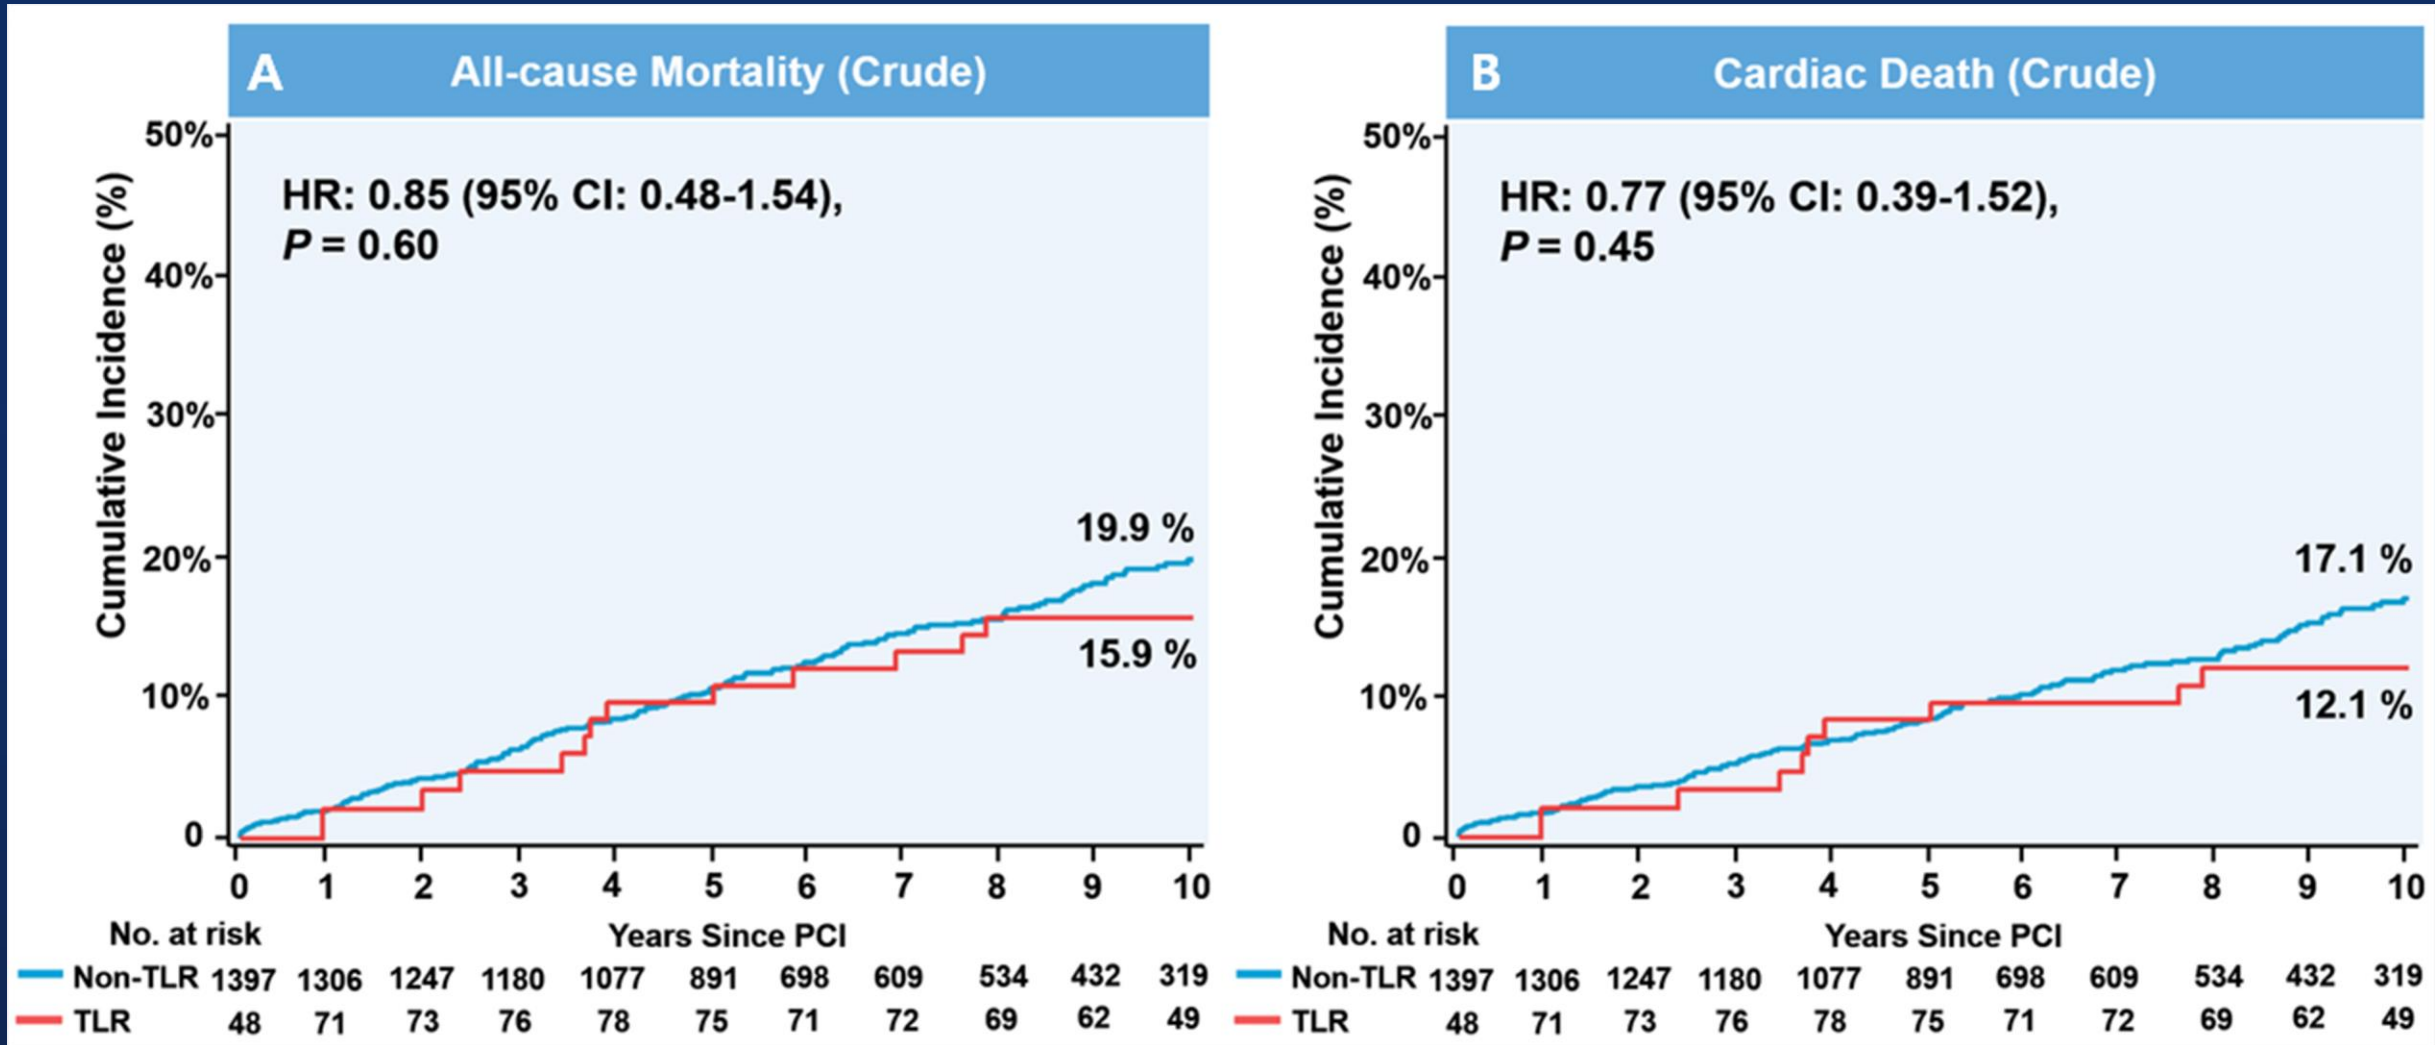 A All-cause Mortality (Crude)
Cumulative Incidence (%)
50%
40%
30%
20%
10%
0
HR: 0.85 (95% CI: 0.48-1.54),
P = 0.60
19.9 %
15.9 %
0 1 2 3 4 5 6 7 8 9 10
No. at risk Years Since PCI
Non-TLR 1397 1306 1247 1180 1077 891 698 609 534 432 319
TLR 48 71 73 76 78 75 71 72 69 62 49
B Cardiac Death (Crude)
Cumulative Incidence (%)
50%
40%
30%
20%
10%
0
HR: 0.77 (95% CI: 0.39-1.52),
P = 0.45
17.1 %
12.1 %
0 1 2 3 4 5 6 7 8 9 10
No. at risk Years Since PCI
Non-TLR 1397 1306 1247 1180 1077 891 698 609 534 432 319
TLR 48 71 73 76 78 75 71 72 69 62 49